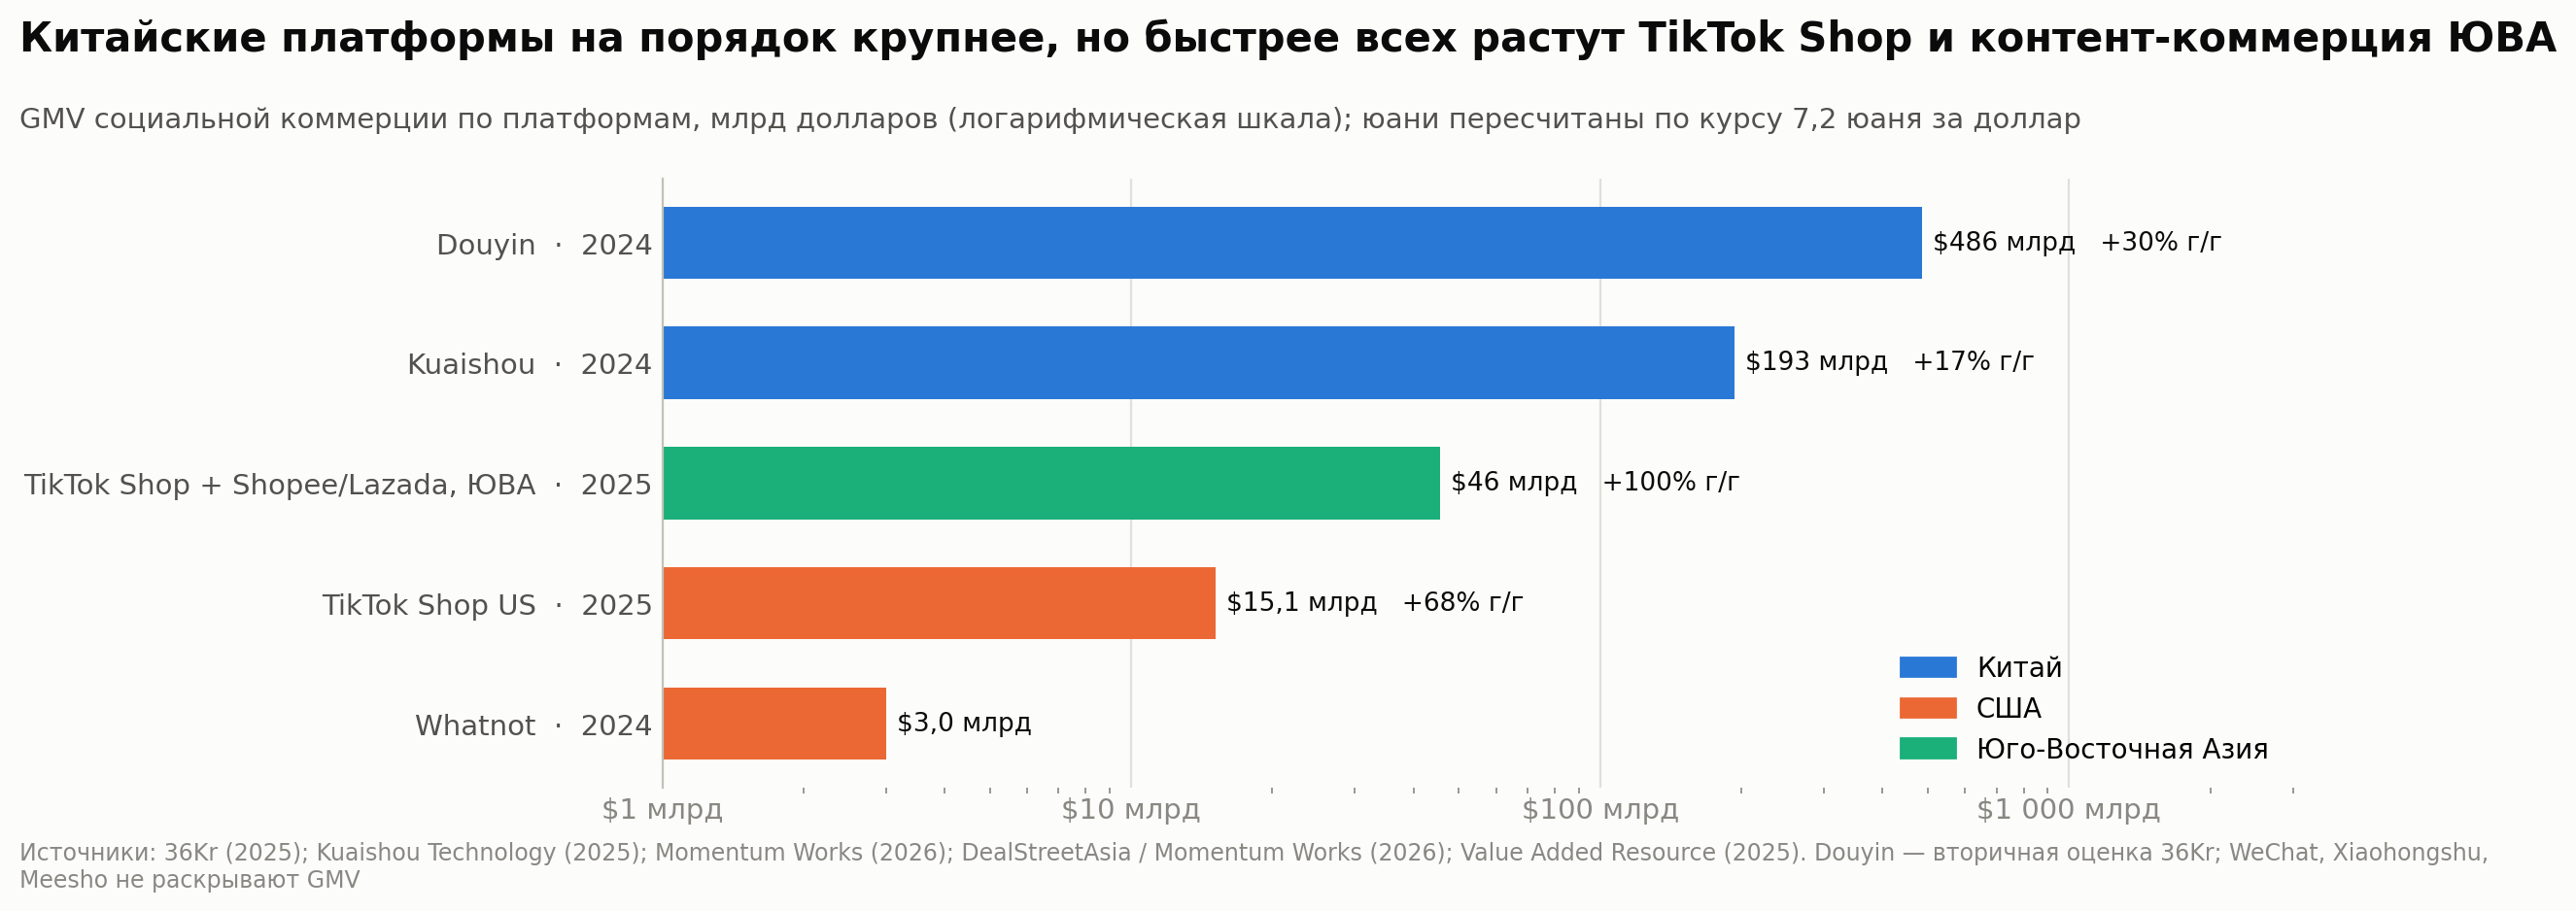 Китайские платформы на порядок крупнее, но быстрее всех растут TikTok Shop и контент-коммерция ЮВА
GMV социальной коммерции по платформам, млрд долларов (логарифмическая шкала); юани пересчитаны по курсу 7,2 юаня за доллар
Douyin · 2024 $486 млрд +30% г/г
Kuaishou · 2024 $193 млрд +17% г/г
TikTok Shop + Shopee/Lazada, ЮВА · 2025 $46 млрд +100% г/г
TikTok Shop US · 2025 $15,1 млрд +68% г/г
Whatnot · 2024 $3,0 млрд
Китай
США
Юго-Восточная Азия
$1 млрд $10 млрд $100 млрд $1 000 млрд
Источники: 36Kr (2025); Kuaishou Technology (2025); Momentum Works (2026); DealStreetAsia / Momentum Works (2026); Value Added Resource (2025). Douyin — вторичная оценка 36Kr; WeChat, Xiaohongshu,
Meesho не раскрывают GMV